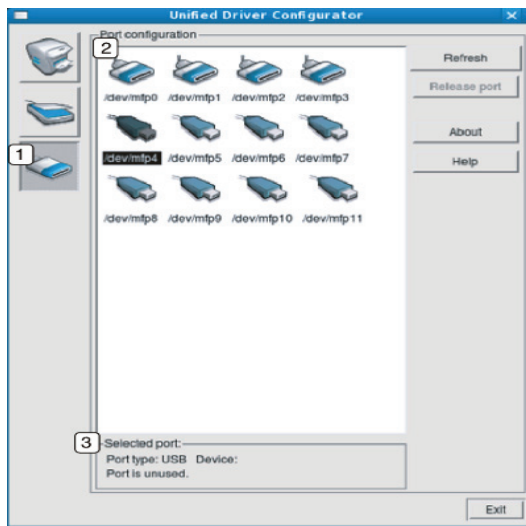 Unified Driver Configurator
Port configuration
2
/dev/mfp0 /dev/mfp1 /dev/mfp2 /dev/mfp3
/dev/mfp4 /dev/mfp5 /dev/mfp6 /dev/mfp7
/dev/mfp8 /dev/mfp9 /dev/mfp10 /dev/mfp11
1
Refresh
Release port
About
Help
3
Selected port:
Port type: USB Device:
Port is unused.
Exit